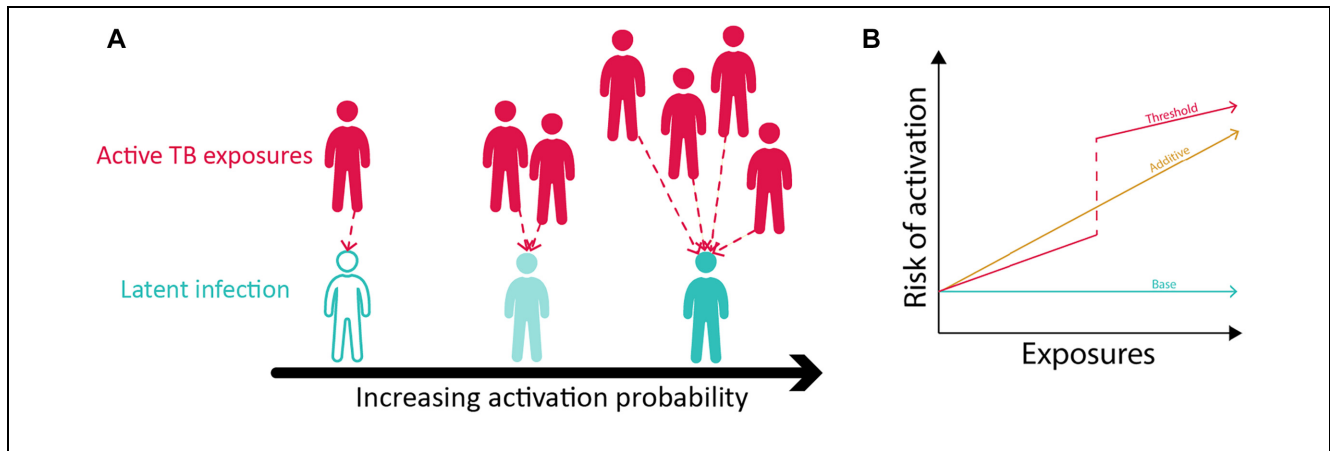 A
Active TB exposures
Latent infection
Increasing activation probability
B
Risk of activation
Threshold
Additive
Base
Exposures